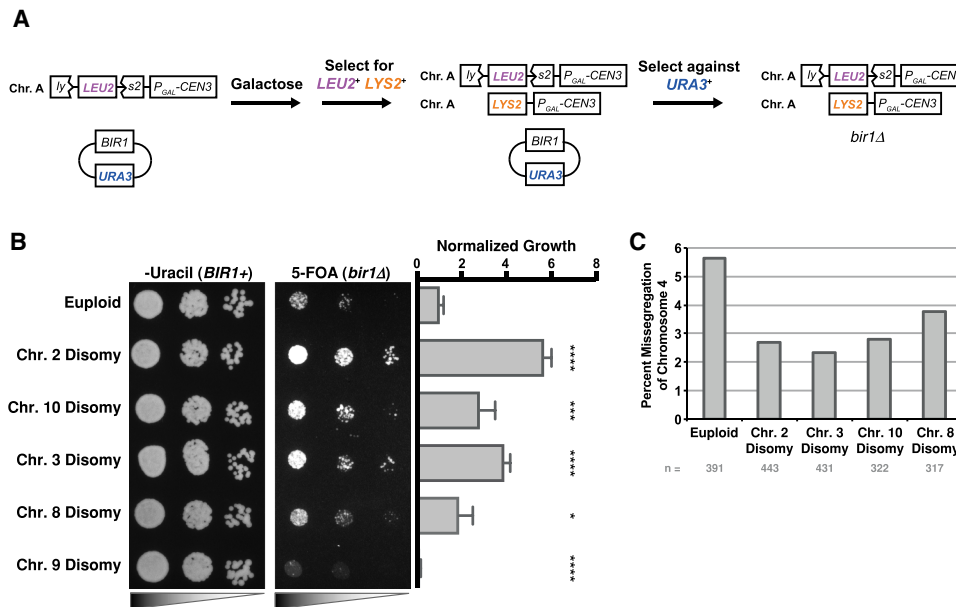 A
Chr. A ly LEU2 s2 PGAL-CEN3
BIR1
URA3
Galactose
Select for
LEU2+ LYS2+
Chr. A ly LEU2 s2 PGAL-CEN3
Chr. A LYS2 PGAL-CEN3
BIR1
URA3
Select against
URA3+
Chr. A ly LEU2 s2 PGAL-CEN3
Chr. A LYS2 PGAL-CEN3
bir1Δ
B
-Uracil (BIR1+)
5-FOA (bir1Δ)
Normalized Growth
0 2 4 6 8
Euploid
Chr. 2 Disomy ****
Chr. 10 Disomy ***
Chr. 3 Disomy ****
Chr. 8 Disomy *
Chr. 9 Disomy ****
C
Percent Missegregation
of Chromosome 4
6
5
4
3
2
1
0
Euploid Chr. 2 Chr. 3 Chr. 10 Chr. 8
Disomy Disomy Disomy Disomy
n = 391 443 431 322 317